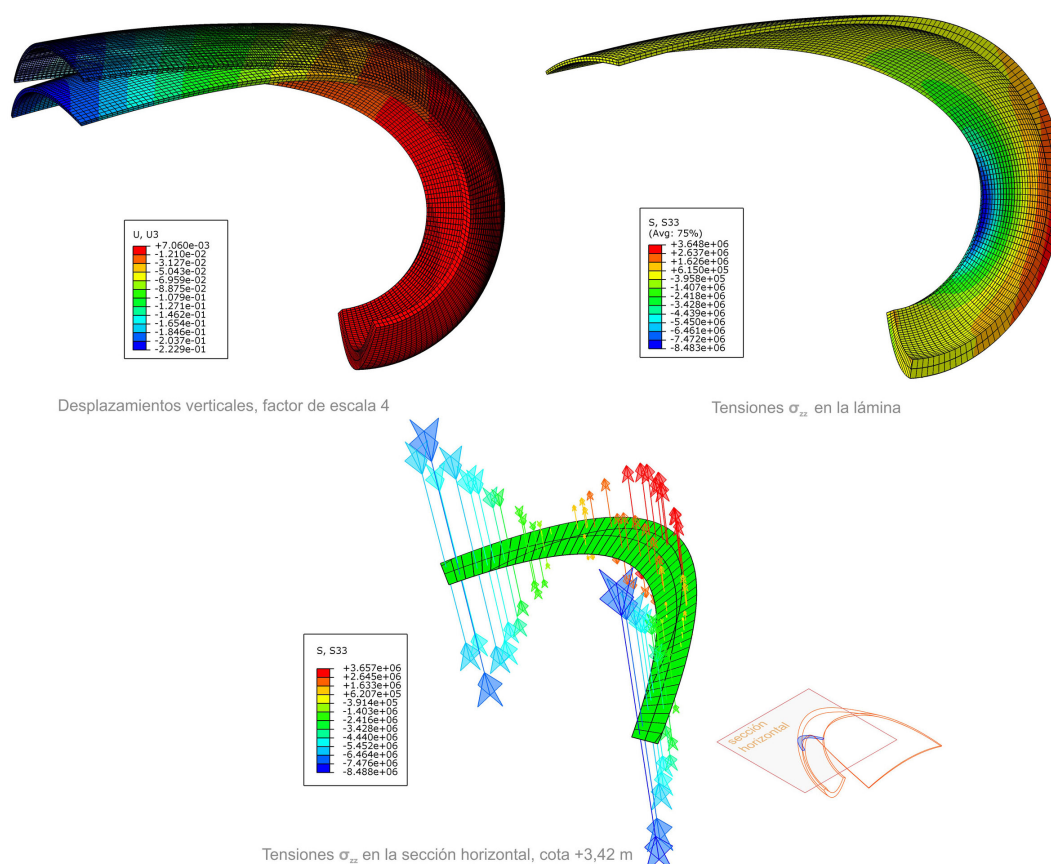 U, U3
+7.060e-03
-1.210e-02
-3.127e-02
-5.043e-02
-6.959e-02
-8.875e-02
-1.079e-01
-1.271e-01
-1.462e-01
-1.654e-01
-1.846e-01
-2.037e-01
-2.229e-01
Desplazamientos verticales, factor de escala 4
S, S33
(Avg: 75%)
+3.648e+06
+2.637e+06
+1.626e+06
+6.150e+05
-3.958e+05
-1.407e+06
-2.418e+06
-3.428e+06
-4.439e+06
-5.450e+06
-6.461e+06
-7.472e+06
-8.483e+06
Tensiones σzz en la lámina
S, S33
+3.657e+06
+2.645e+06
+1.633e+06
+6.207e+05
-3.914e+05
-1.403e+06
-2.416e+06
-3.428e+06
-4.440e+06
-5.452e+06
-6.464e+06
-7.476e+06
-8.488e+06
sección
horizontal
Tensiones σzz en la sección horizontal, cota +3,42 m